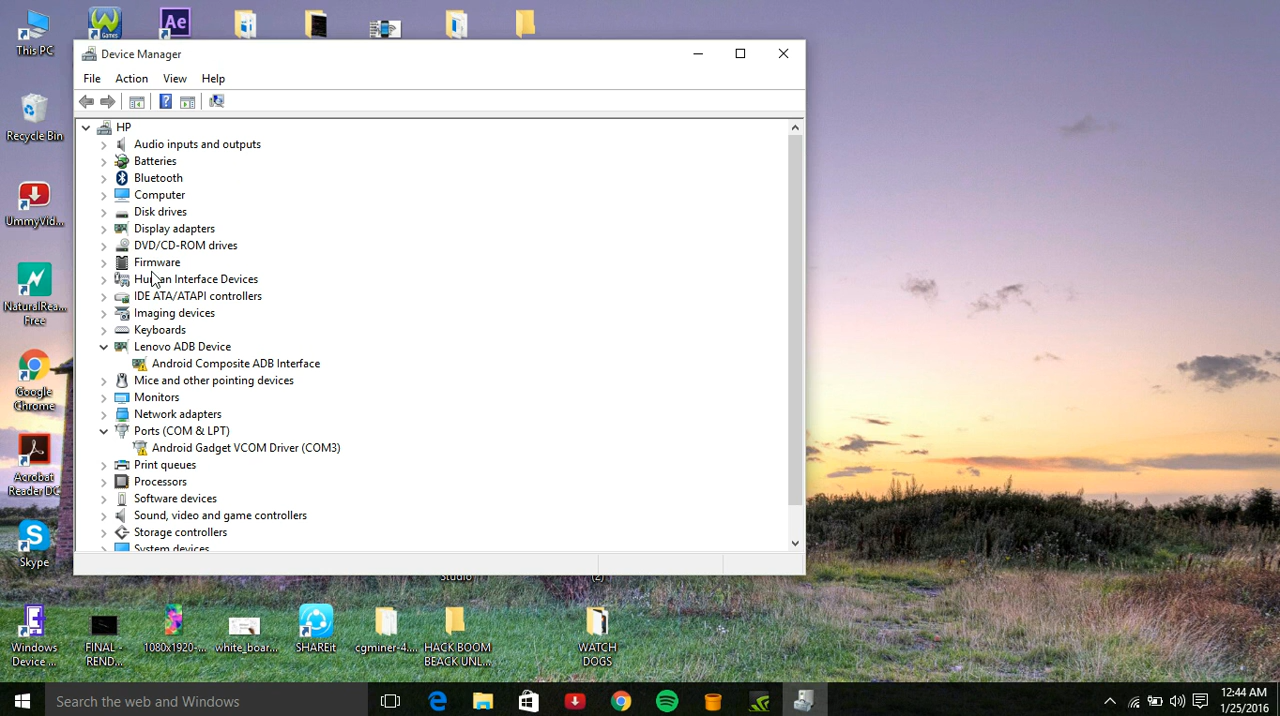 This PC
Games
Ae
Device Manager
File Action View Help
HP
Audio inputs and outputs
Batteries
Bluetooth
Computer
Disk drives
Display adapters
DVD/CD-ROM drives
Firmware
Human Interface Devices
IDE ATA/ATAPI controllers
Imaging devices
Keyboards
Lenovo ADB Device
Android Composite ADB Interface
Mice and other pointing devices
Monitors
Network adapters
Ports (COM & LPT)
Android Gadget VCOM Driver (COM3)
Print queues
Processors
Software devices
Sound, video and game controllers
Storage controllers
System devices
Recycle Bin
UmmyVid...
NaturalRea...
Free
Google
Chrome
Acrobat
Reader DC
Skype
Studio
(2)
Windows
Device ...
FINAL -
REND...
1080x1920-...
white_boar...
SHAREit
cgminer-4....
HACK BOOM
BEACK UNL...
WATCH
DOGS
Search the web and Windows
12:44 AM
1/25/2016